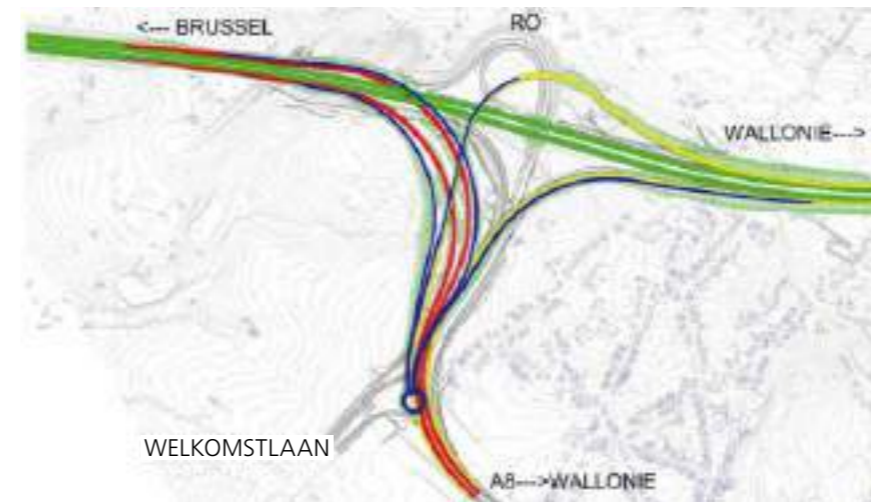 <--- BRUSSEL
RO
WALLONIE--->
WELKOMSTLAAN
A8--->WALLONIE